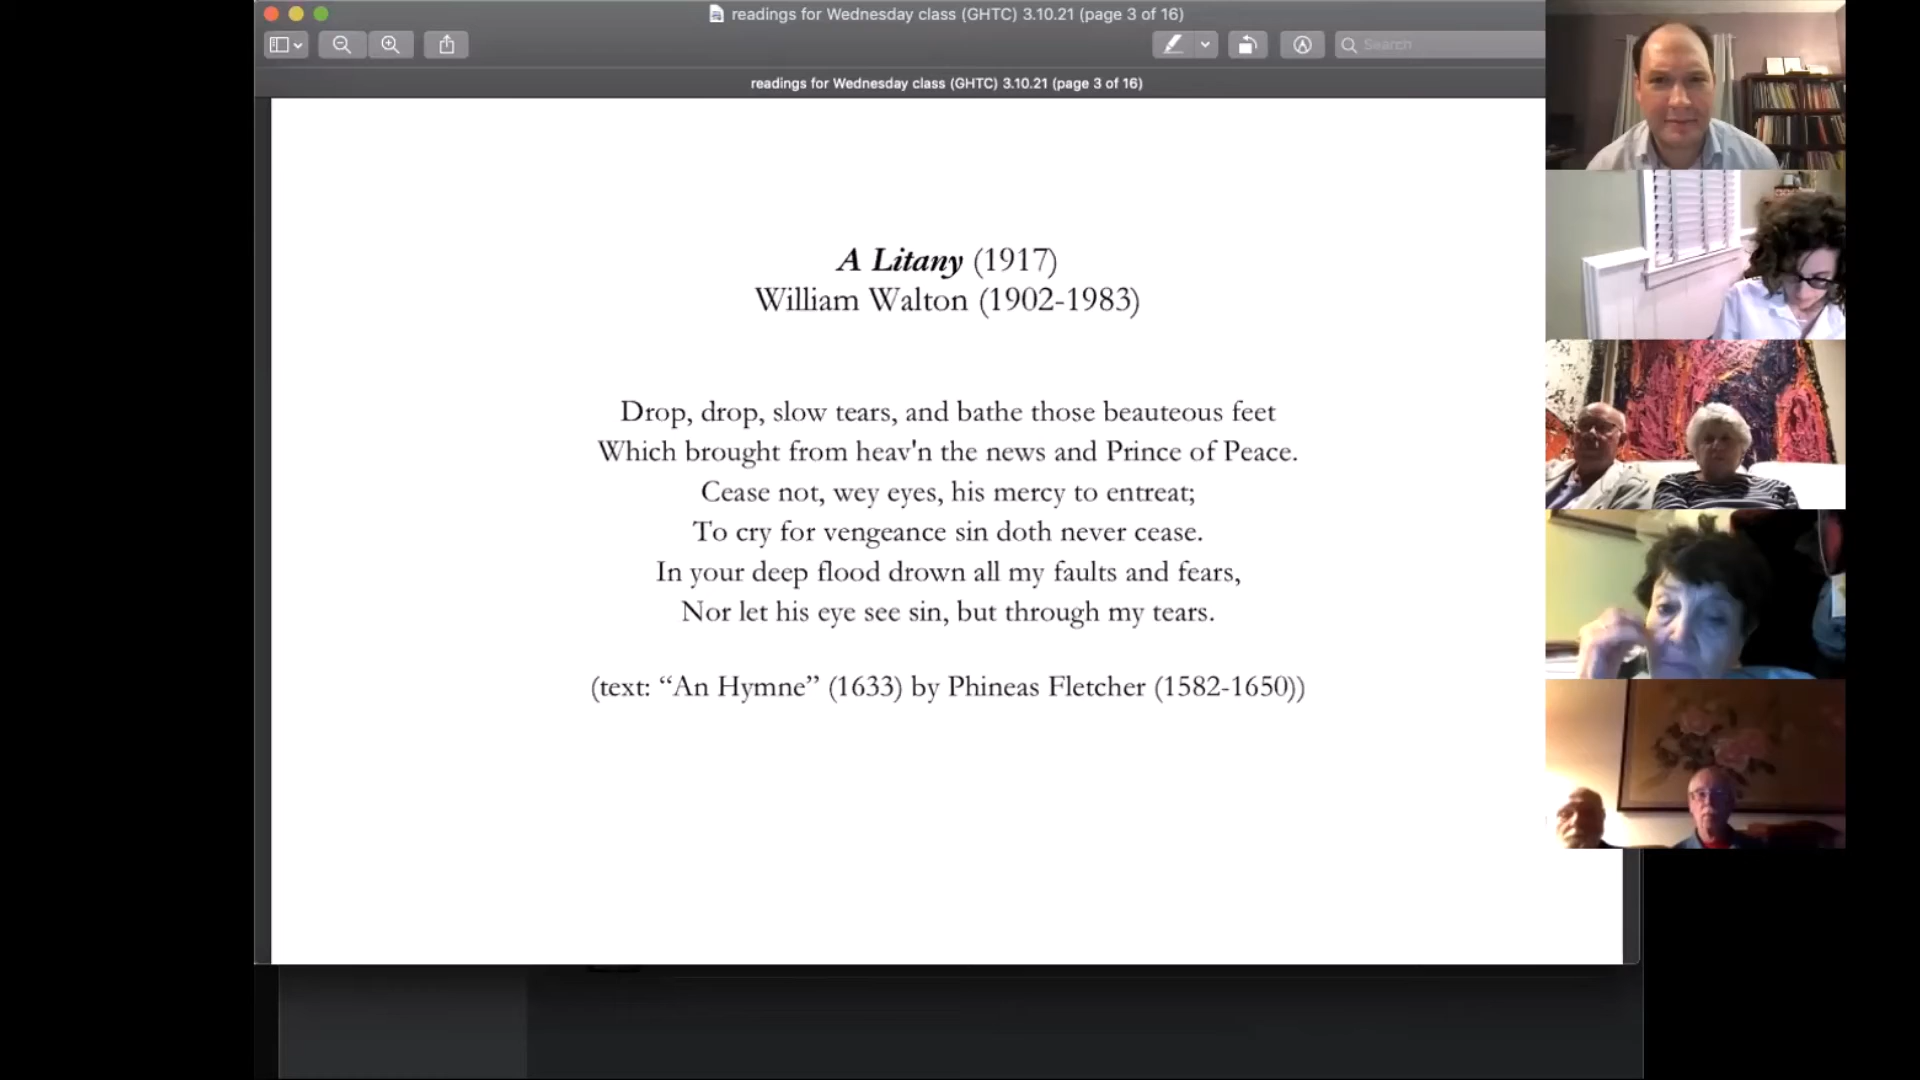 readings for Wednesday class (GHTC) 3.10.21 (page 3 of 16)
Search
readings for Wednesday class (GHTC) 3.10.21 (page 3 of 16)
A Litany (1917)
William Walton (1902-1983)
Drop, drop, slow tears, and bathe those beauteous feet
Which brought from heav'n the news and Prince of Peace.
Cease not, wey eyes, his mercy to entreat;
To cry for vengeance sin doth never cease.
In your deep flood drown all my faults and fears,
Nor let his eye see sin, but through my tears.
(text: “An Hymne” (1633) by Phineas Fletcher (1582-1650))